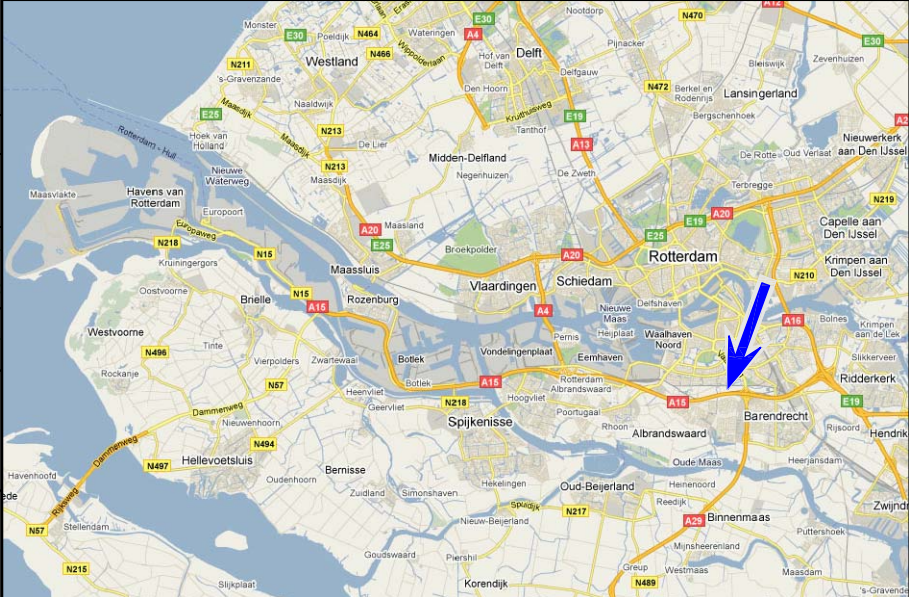 A12
N470
E30
Monster
E30
Poeldijk
N464
Wateringen
A4
E30
N466
Wippolderlaan
Hof van
Delft
Delft
Pijnacker
Bleiswijk
Zevenhuizen
Westland
N211
's-Gravenzande
Delfgauw
Den Hoorn
N472
Berkel en
Rodenrijs
Lansingerland
Maasdijk
Naaldwijk
Kruithuisweg
E25
E19
Bergschenhoek
Tanthof
Rotterdam - Hull
Hoek van
Holland
N213
De Lier
Maasdijk
A13
Nieuwerkerk
aan Den IJssel
Midden-Delfland
De Rotte
Oud Verlaat
N213
Maasdijk
Negenhuizen
De Zweth
Nieuwe
Waterweg
Terbregge
Maasvlakte
Havens van
Rotterdam
N219
Europoort
A20
Maasland
E19
A20
Capelle aan
Den IJssel
Europaweg
N218
E25
E25
Broekpolder
A20
Rotterdam
N15
Kruiningergors
Maassluis
Krimpen aan
Den IJssel
N210
Vlaardingen
Schiedam
Oostvoorne
Brielle
N15
A15
Rozenburg
Delfshaven
A4
Nieuwe
Maas
A16
Bolnes
Krimpen
aan de Lek
Westvoorne
Pernis
Heijplaat
Waalhaven
Noord
Tinte
N496
Vierpolders
Zwartewaal
Botlek
Vondelingenplaat
Eemhaven
Slikkerveer
Rockanje
Botlek
A15
Rotterdam
Albrandswaard
Ridderkerk
N57
Heenvliet
Hoogvliet
A15
E19
Dammenweg
Geervliet
N218
Poortugaal
Barendrecht
Nieuwenhoorn
Spijkenisse
Rhoon
Albrandswaard
Rijsoord
Hendrik
N494
Dammenweg
N497
Hellevoetsluis
Bernisse
Oude Maas
Heerjansdam
Havenhoofd
Oudenhoorn
Hekelingen
Heinenoord
ede
Rijksweg
Zuidland
Simonshaven
Oud-Beijerland
Reedijk
Spuidijk
N217
Zwijndr
N57
Stellendam
Nieuw-Beijerland
A29
Binnenmaas
Puttershoek
Goudswaard
Piershil
Mijnsheerenland
N215
Greup
Westmaas
Maasdam
Slijkplaat
Korendijk
N489
's-Gravende